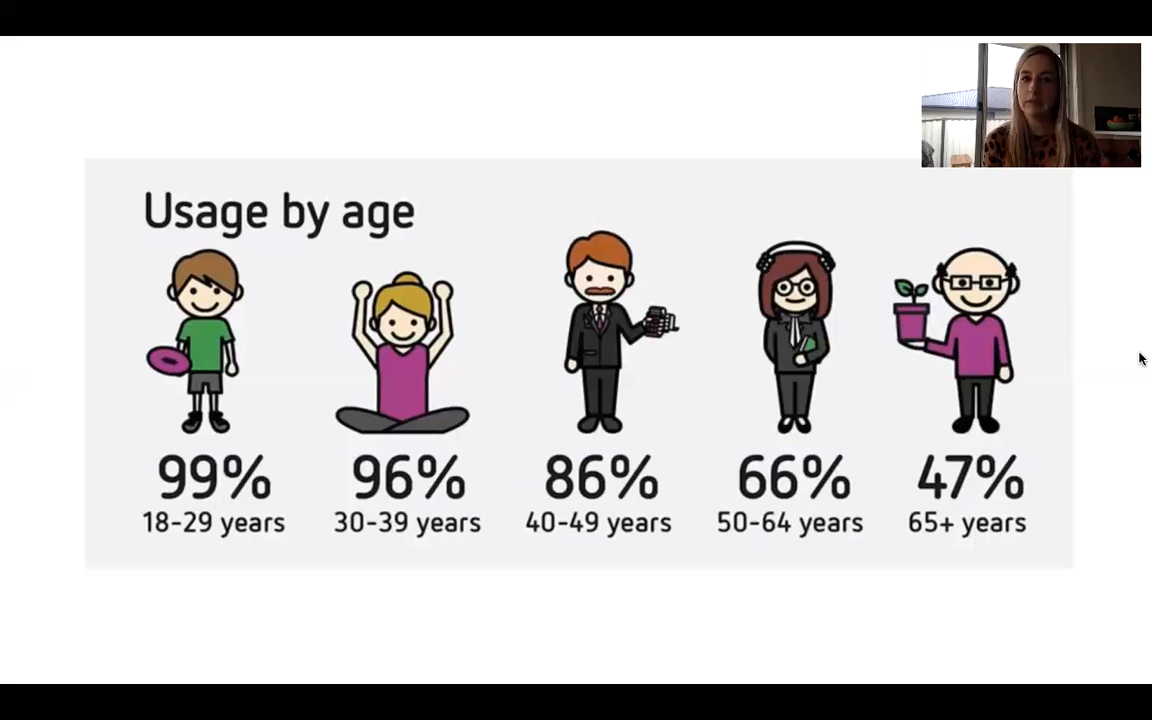 Usage by age
99% 96% 86% 66% 47%
18-29 years 30-39 years 40-49 years 50-64 years 65+ years